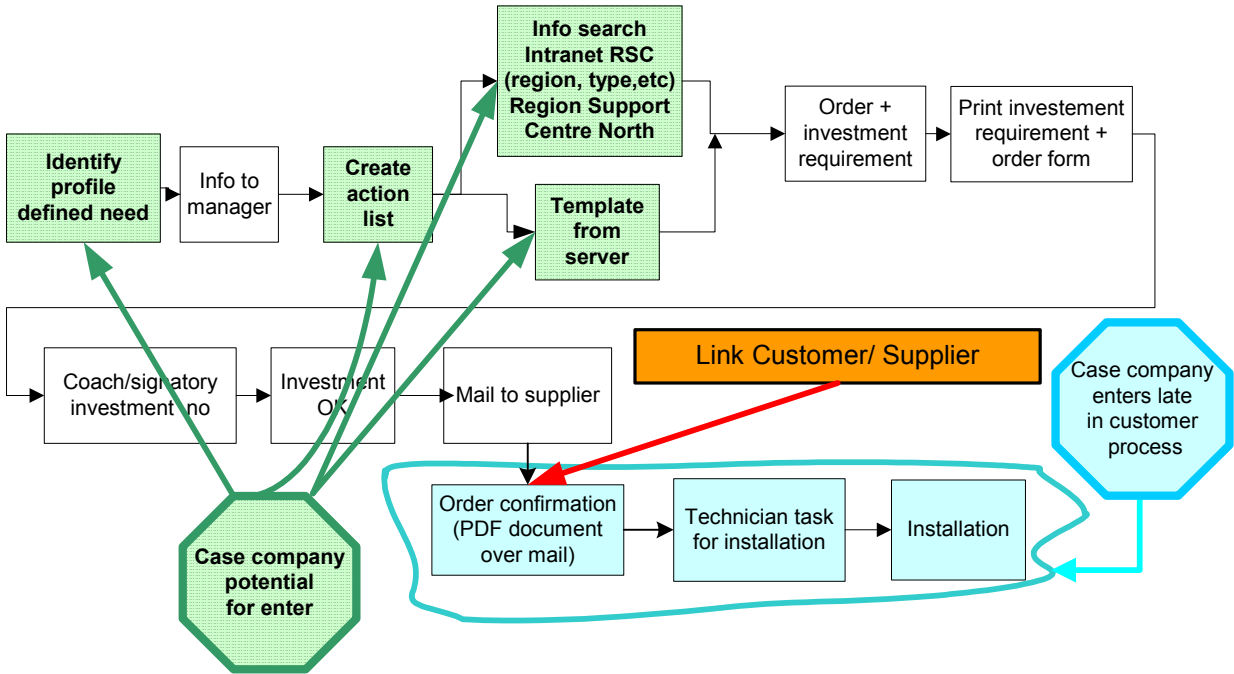 Info search
Intranet RSC
(region, type,etc)
Region Support
Centre North
Order +
investment
requirement
Print investement
requirement +
order form
Identify
profile
defined need
Info to
manager
Create
action
list
Template
from
server
Link Customer/ Supplier
Case company
enters late
in customer
process
Coach/signatory
investment no
Investment
OK
Mail to supplier
Order confirmation
(PDF document
over mail)
Technician task
for installation
Installation
Case company
potential
for enter